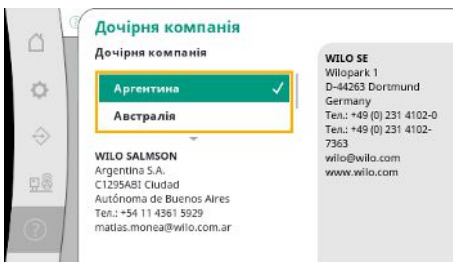 Дочірня компанія
Дочірня компанія
Аргентина
Австралія
WILO SALMSON
Argentina S.A.
C1295ABI Ciudad
Autónoma de Buenos Aires
Тел.: +54 11 4361 5929
matias.monea@wilo.com.ar
WILO SE
Wilopark 1
D-44263 Dortmund
Germany
Тел.: +49 (0) 231 4102-0
Тел.: +49 (0) 231 4102-
7363
wilo@wilo.com
www.wilo.com